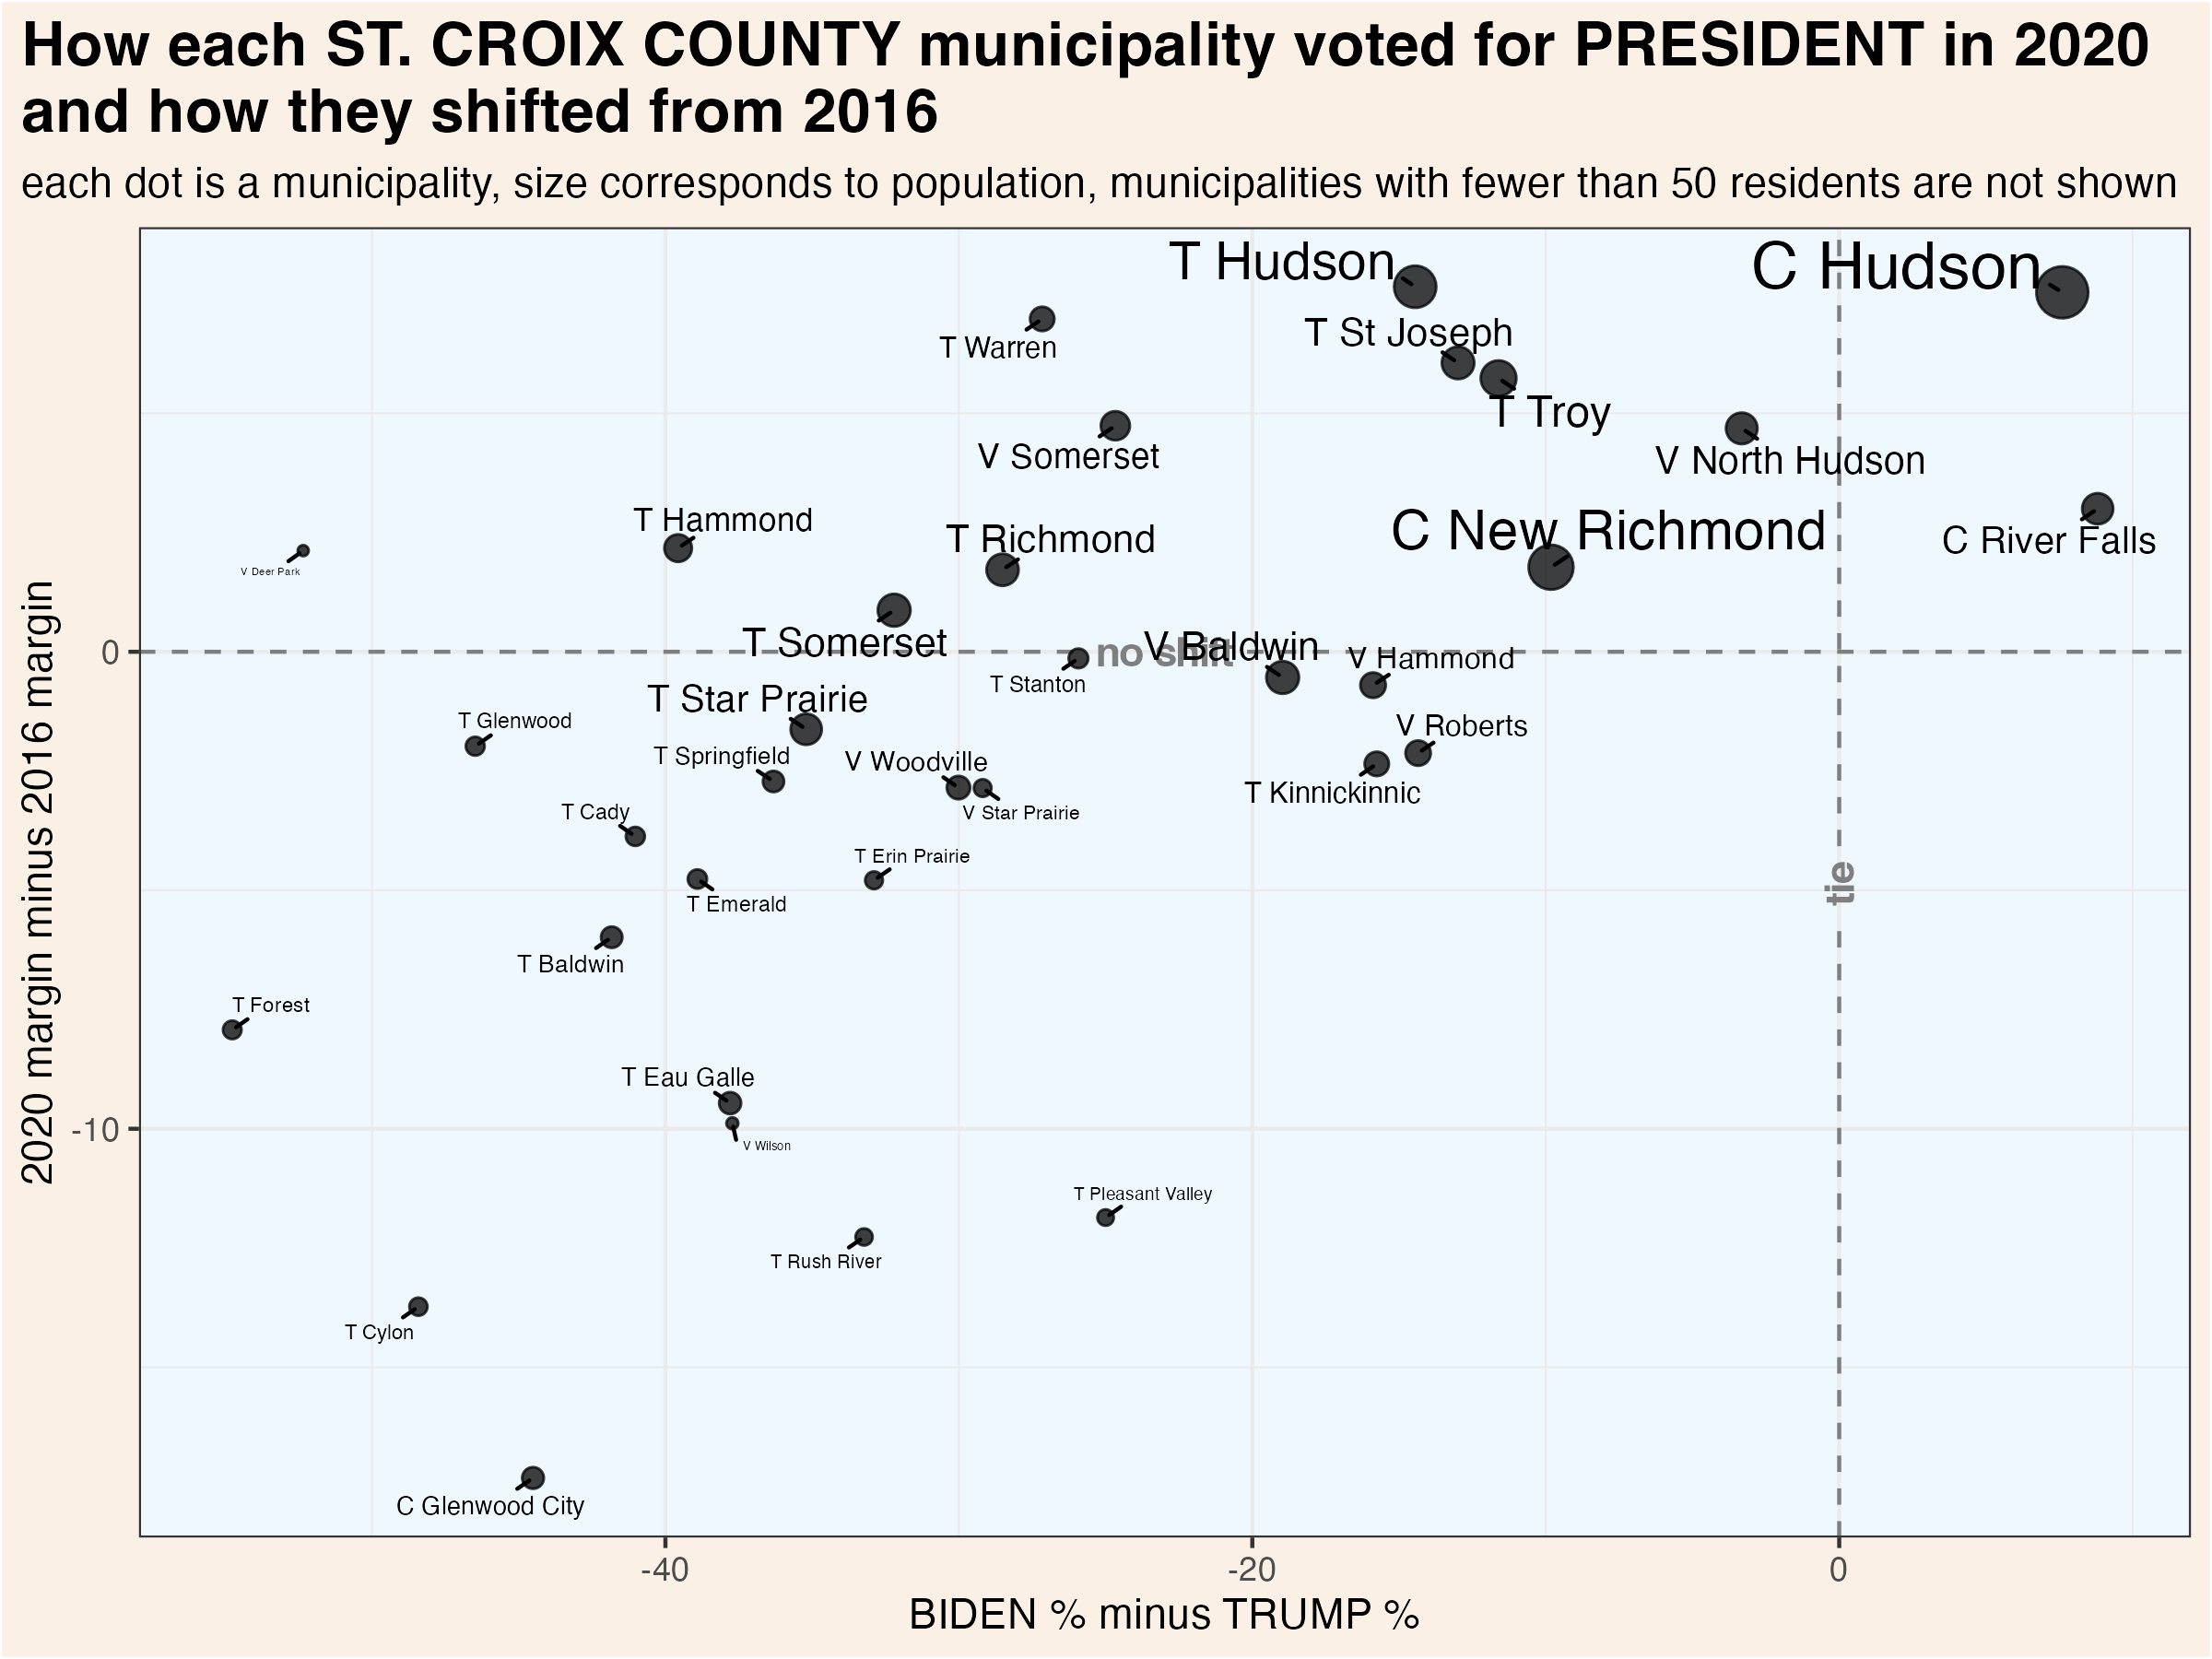 How each ST. CROIX COUNTY municipality voted for PRESIDENT in 2020
and how they shifted from 2016
each dot is a municipality, size corresponds to population, municipalities with fewer than 50 residents are not shown
T Hudson
C Hudson
T Warren
T St Joseph
T Troy
V Somerset
V North Hudson
T Hammond
T Richmond
C New Richmond
C River Falls
V Deer Park
T Somerset
no shift
V Baldwin
V Hammond
T Stanton
T Star Prairie
T Glenwood
V Roberts
T Springfield
V Woodville
T Kinnickinnic
V Star Prairie
T Cady
T Erin Prairie
T Emerald
tie
T Baldwin
T Forest
T Eau Galle
V Wilson
T Pleasant Valley
T Rush River
T Cylon
C Glenwood City
0
-10
2020 margin minus 2016 margin
-40
-20
0
BIDEN % minus TRUMP %